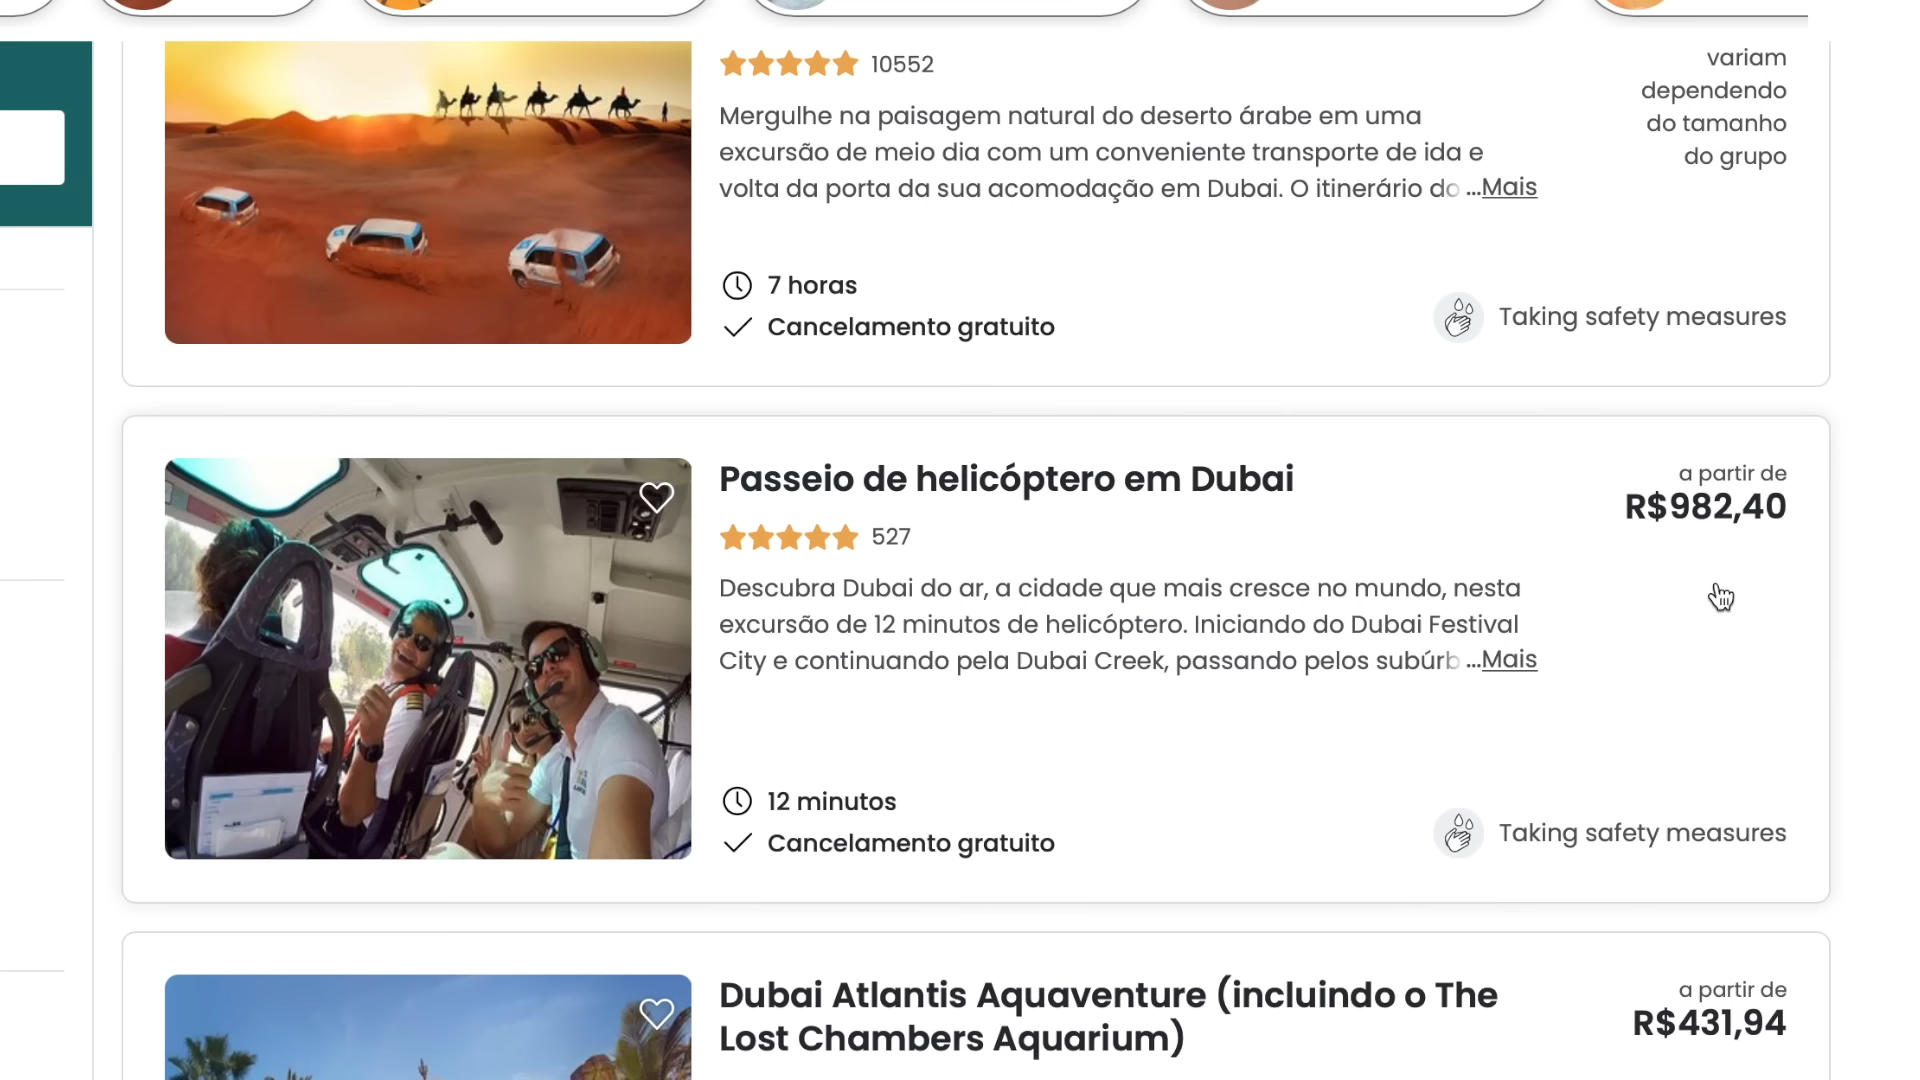 variam
dependendo
do tamanho
do grupo
10552
Mergulhe na paisagem natural do deserto árabe em uma
excursão de meio dia com um conveniente transporte de ida e
volta da porta da sua acomodação em Dubai. O itinerário do ...Mais
7 horas
Cancelamento gratuito
Taking safety measures
Passeio de helicóptero em Dubai
a partir de
R$982,40
527
Descubra Dubai do ar, a cidade que mais cresce no mundo, nesta
excursão de 12 minutos de helicóptero. Iniciando do Dubai Festival
City e continuando pela Dubai Creek, passando pelos subúrb ...Mais
12 minutos
Cancelamento gratuito
Taking safety measures
Dubai Atlantis Aquaventure (incluindo o The
Lost Chambers Aquarium)
a partir de
R$431,94